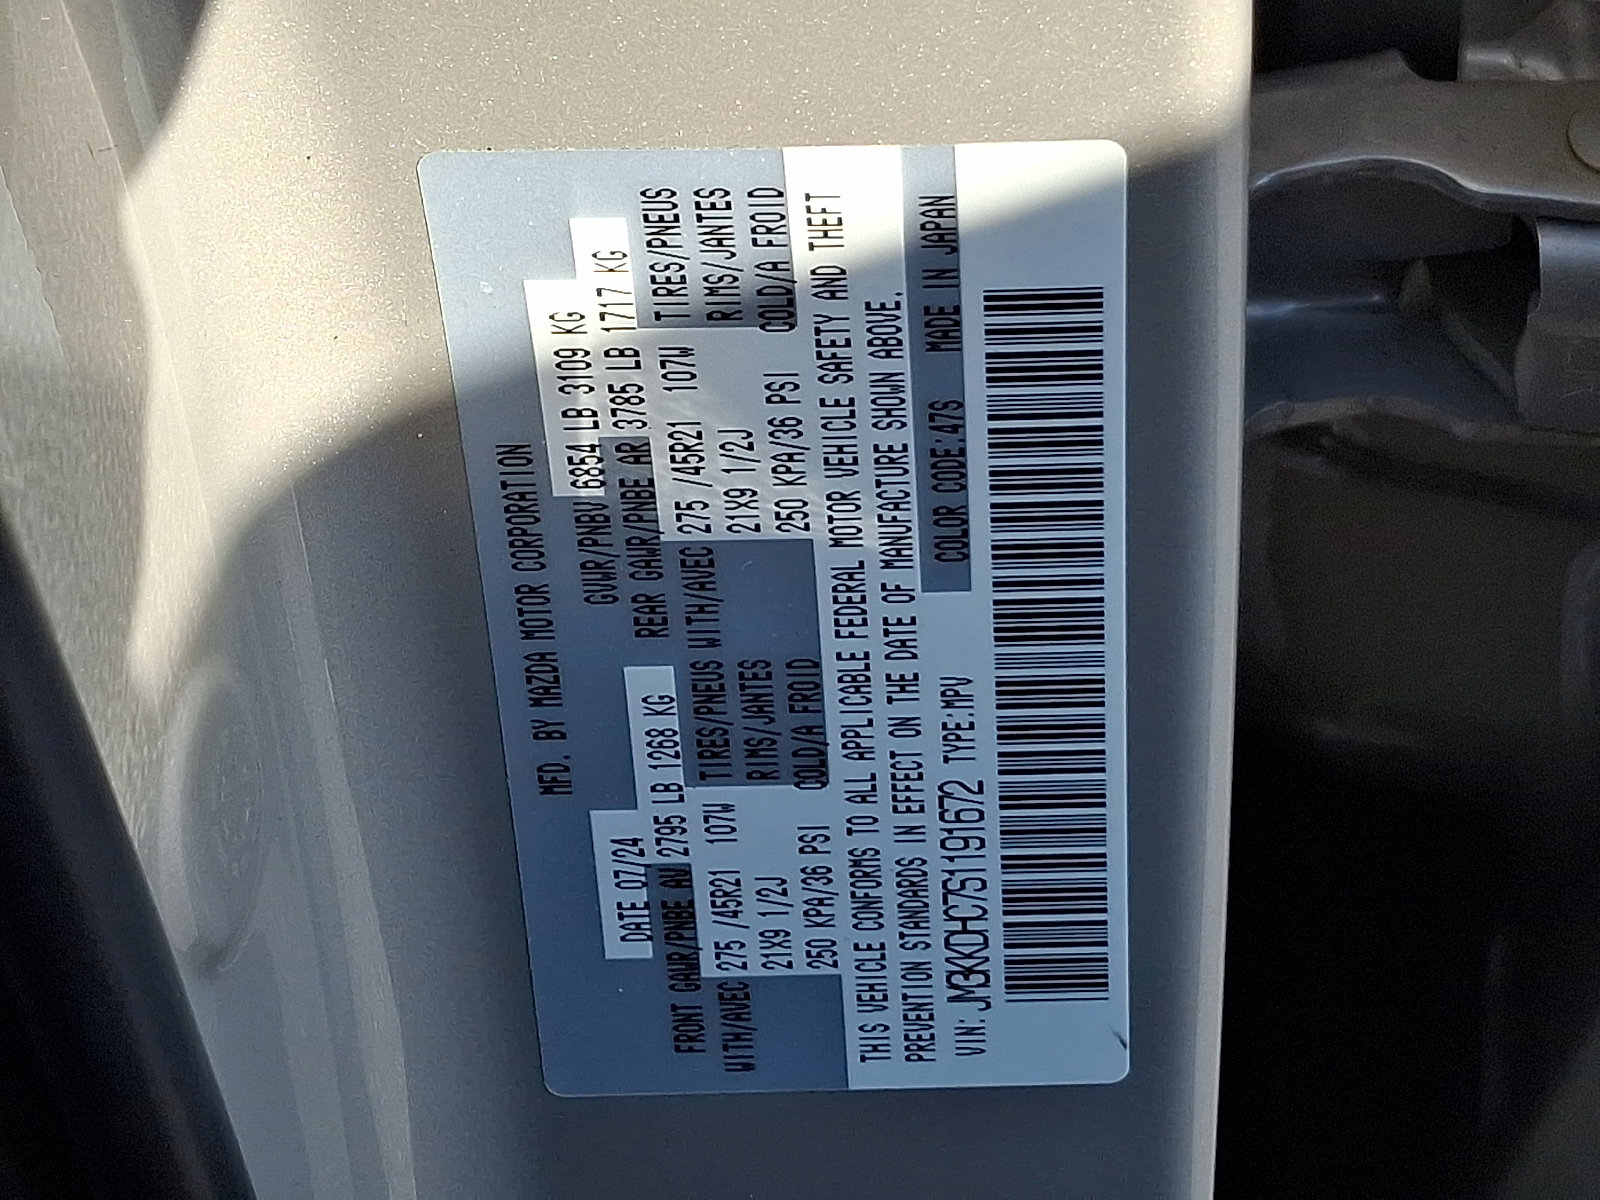 MFD. BY MAZDA MOTOR CORPORATION
DATE 07/24 GVWR/PNBV 6854 LB 3109 KG
FRONT GAWR/PNBE AV 2795 LB 1268 KG REAR GAWR/PNBE AR 3785 LB 1717 KG
WITH/AVEC 275 /45R21 107W TIRES/PNEUS WITH/AVEC 275 /45R21 107W TIRES/PNEUS
21X9 1/2J RIMS/JANTES 21X9 1/2J RIMS/JANTES
250 KPA/36 PSI COLD/A FROID 250 KPA/36 PSI COLD/A FROID
THIS VEHICLE CONFORMS TO ALL APPLICABLE FEDERAL MOTOR VEHICLE SAFETY AND THEFT
PREVENTION STANDARDS IN EFFECT ON THE DATE OF MANUFACTURE SHOWN ABOVE.
VIN: JM3KKDHC7S1191672 TYPE:MPV COLOR CODE:47S MADE IN JAPAN